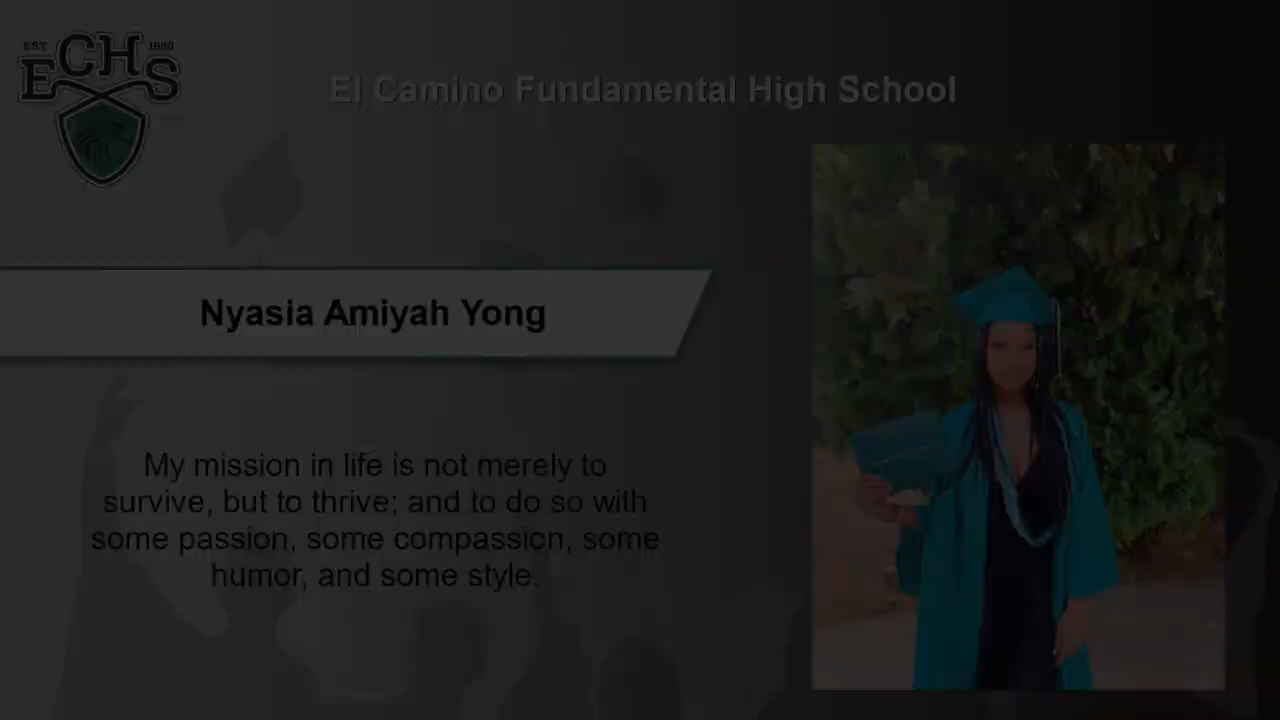 EST 1950
ECHS
El Camino Fundamental High School
Nyasia Amiyah Yong
My mission in life is not merely to
survive, but to thrive; and to do so with
some passion, some compassion, some
humor, and some style.